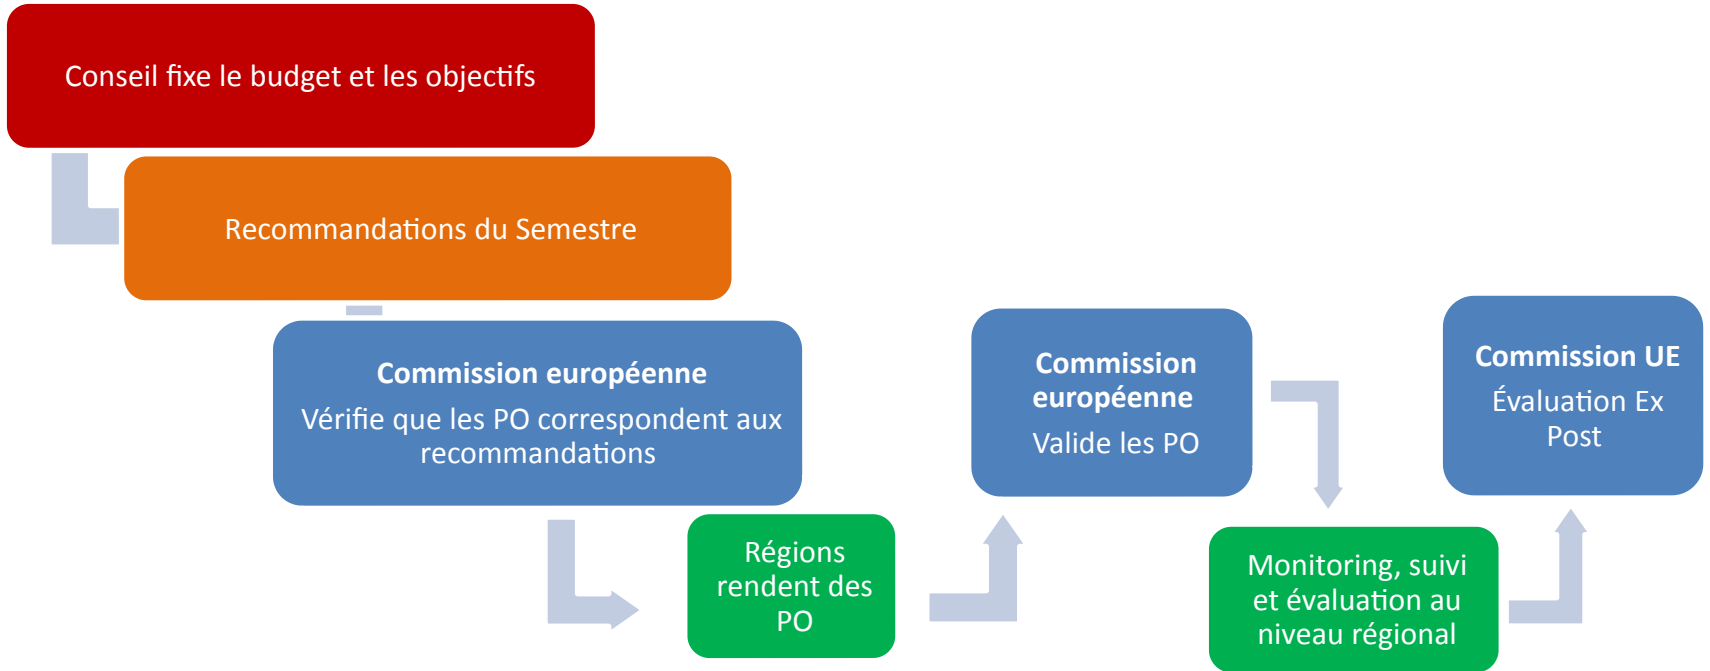 Conseil fixe le budget et les objectifs
Recommandations du Semestre
Commission européenne
Vérifie que les PO correspondent aux
recommandations
Régions
rendent des
PO
Commission
européenne
Valide les PO
Monitoring, suivi
et évaluation au
niveau régional
Commission UE
Évaluation Ex
Post